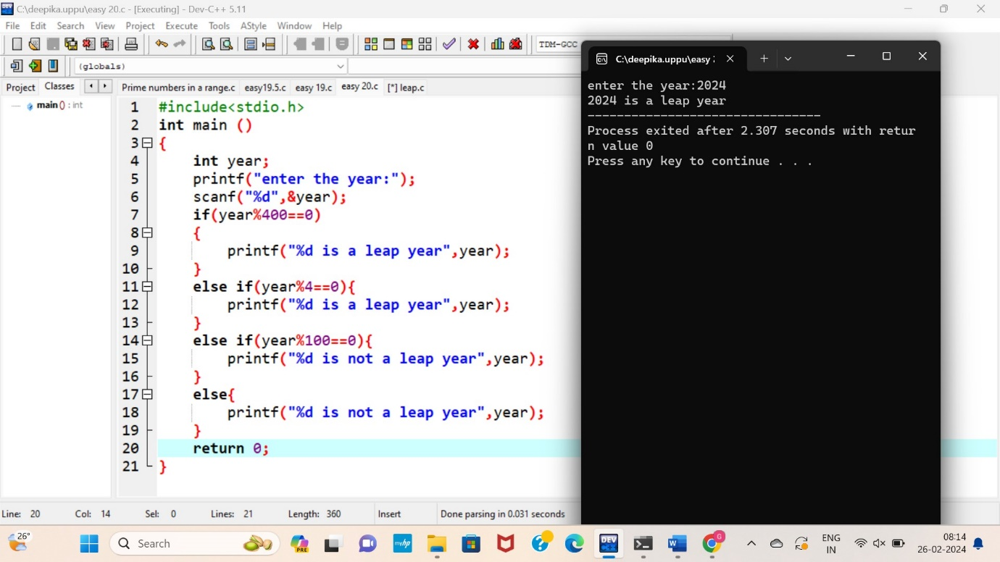 C:\deepika.uppu\easy 20.c - [Executing] - Dev-C++ 5.11
File Edit Search View Project Execute Tools AStyle Window Help
TDM-GCC
(globals)
Project Classes
Prime numbers in a range.c easy19.5.c easy 19.c easy 20.c [*] leap.c
main () : int
1 #include<stdio.h>
2 int main ()
3 {
4 int year;
5 printf("enter the year:");
6 scanf("%d",&year);
7 if(year%400==0)
8 {
9 printf("%d is a leap year",year);
10 }
11 else if(year%4==0){
12 printf("%d is a leap year",year);
13 }
14 else if(year%100==0){
15 printf("%d is not a leap year",year);
16 }
17 else{
18 printf("%d is not a leap year",year);
19 }
20 return 0;
21 }
C:\deepika.uppu\easy
enter the year:2024
2024 is a leap year
--------------------------------
Process exited after 2.307 seconds with retur
n value 0
Press any key to continue . . .
Line: 20 Col: 14 Sel: 0 Lines: 21 Length: 360 Insert Done parsing in 0.031 seconds
26°
Search
PRE
myhp
DEV
G
ENG
IN
08:14
26-02-2024